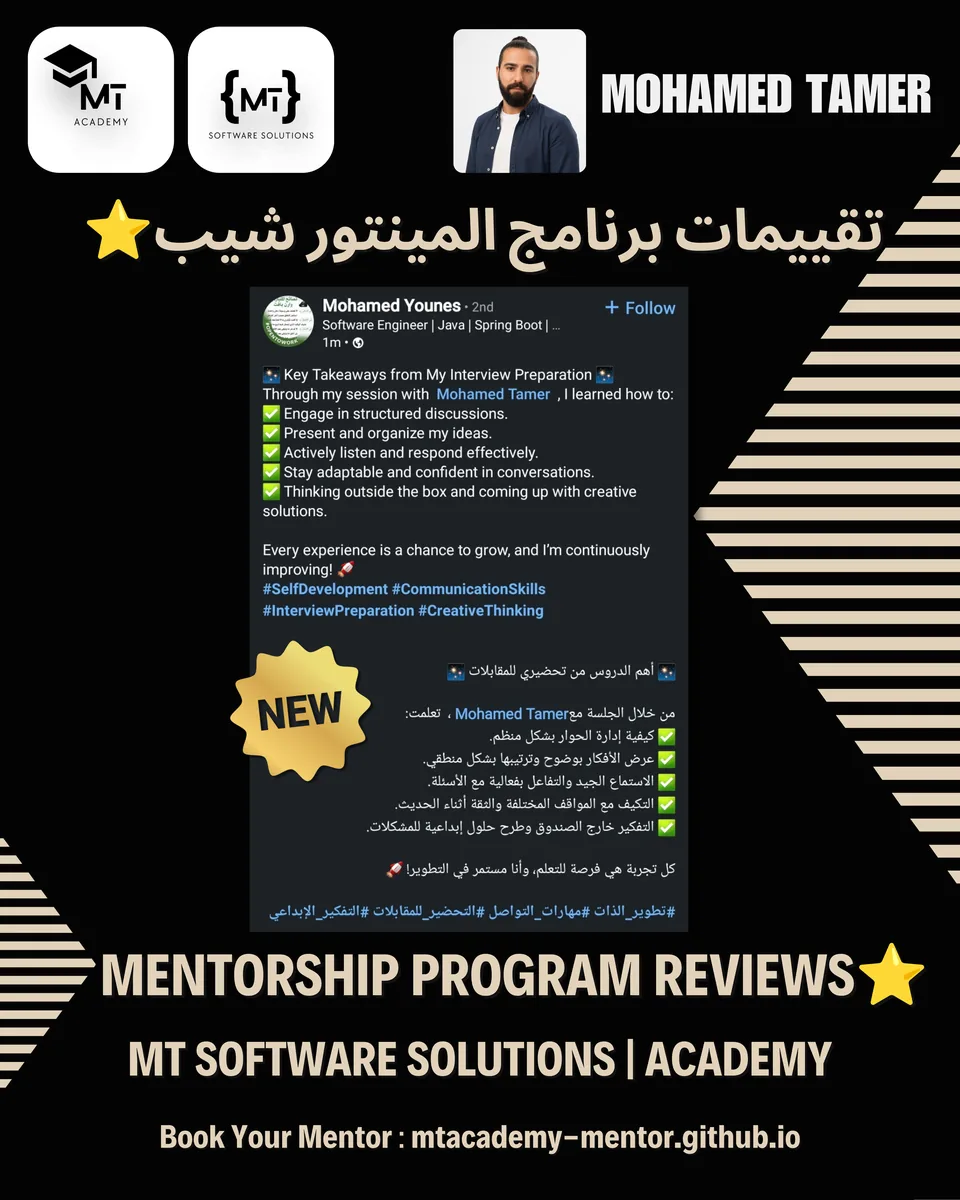 MT
ACADEMY
{MT}
SOFTWARE SOLUTIONS
MOHAMED TAMER
تقييمات برنامج المينتور شيب⭐
Mohamed Younes • 2nd
+ Follow
Software Engineer | Java | Spring Boot | ...
1m •
🎇 Key Takeaways from My Interview Preparation 🎇
Through my session with Mohamed Tamer , I learned how to:
✅ Engage in structured discussions.
✅ Present and organize my ideas.
✅ Actively listen and respond effectively.
✅ Stay adaptable and confident in conversations.
✅ Thinking outside the box and coming up with creative
solutions.
Every experience is a chance to grow, and I'm continuously
improving! 🚀
#SelfDevelopment #CommunicationSkills
#InterviewPreparation #CreativeThinking
🎇 أهم الدروس من تحضيري للمقابلات 🎇
من خلال الجلسة مع Mohamed Tamer ، تعلمت:
✅ كيفية إدارة الحوار بشكل منظم.
✅ عرض الأفكار بوضوح وترتيبها بشكل منطقي.
✅ الاستماع الجيد والتفاعل بفعالية مع الأسئلة.
✅ التكيف مع المواقف المختلفة والثقة أثناء الحديث.
✅ التفكير خارج الصندوق وطرح حلول إبداعية للمشكلات.
كل تجربة هي فرصة للتعلم، وأنا مستمر في التطوير! 🚀
#تطوير_الذات #مهارات_التواصل #التحضير_للمقابلات #التفكير_الإبداعي
NEW
MENTORSHIP PROGRAM REVIEWS⭐
MT SOFTWARE SOLUTIONS | ACADEMY
Book Your Mentor : mtacademy-mentor.github.io